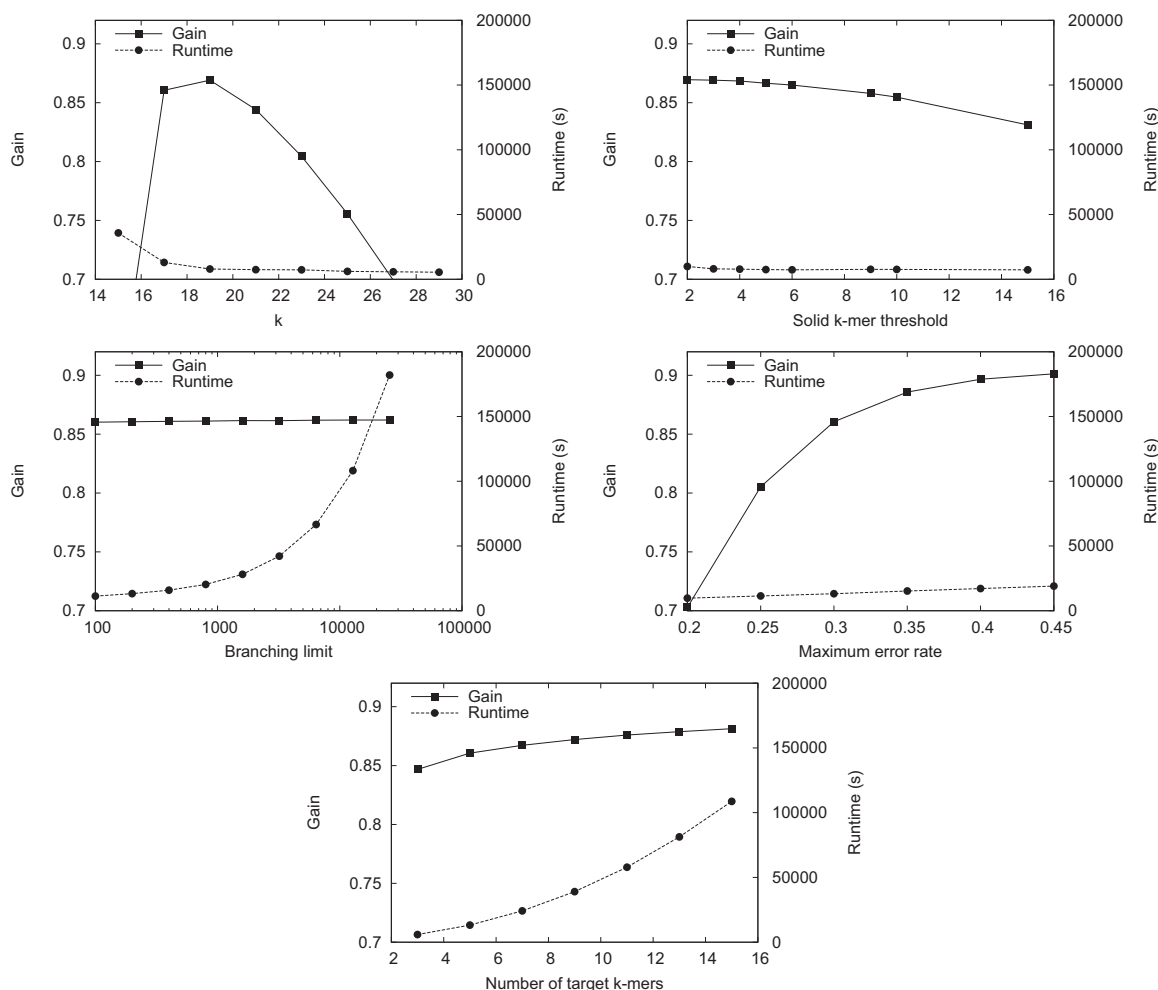 Gain
Runtime
0.9
0.85
0.8
0.75
0.7
Gain
200000
150000
100000
50000
0
Runtime (s)
14 16 18 20 22 24 26 28 30
k
Gain
Runtime
0.9
0.85
0.8
0.75
0.7
Gain
200000
150000
100000
50000
0
Runtime (s)
2 4 6 8 10 12 14 16
Solid k-mer threshold
Gain
Runtime
0.9
0.85
0.8
0.75
0.7
Gain
200000
150000
100000
50000
0
Runtime (s)
100 1000 10000 100000
Branching limit
Gain
Runtime
0.9
0.85
0.8
0.75
0.7
Gain
200000
150000
100000
50000
0
Runtime (s)
0.2 0.25 0.3 0.35 0.4 0.45
Maximum error rate
Gain
Runtime
0.9
0.85
0.8
0.75
0.7
Gain
200000
150000
100000
50000
0
Runtime (s)
2 4 6 8 10 12 14 16
Number of target k-mers